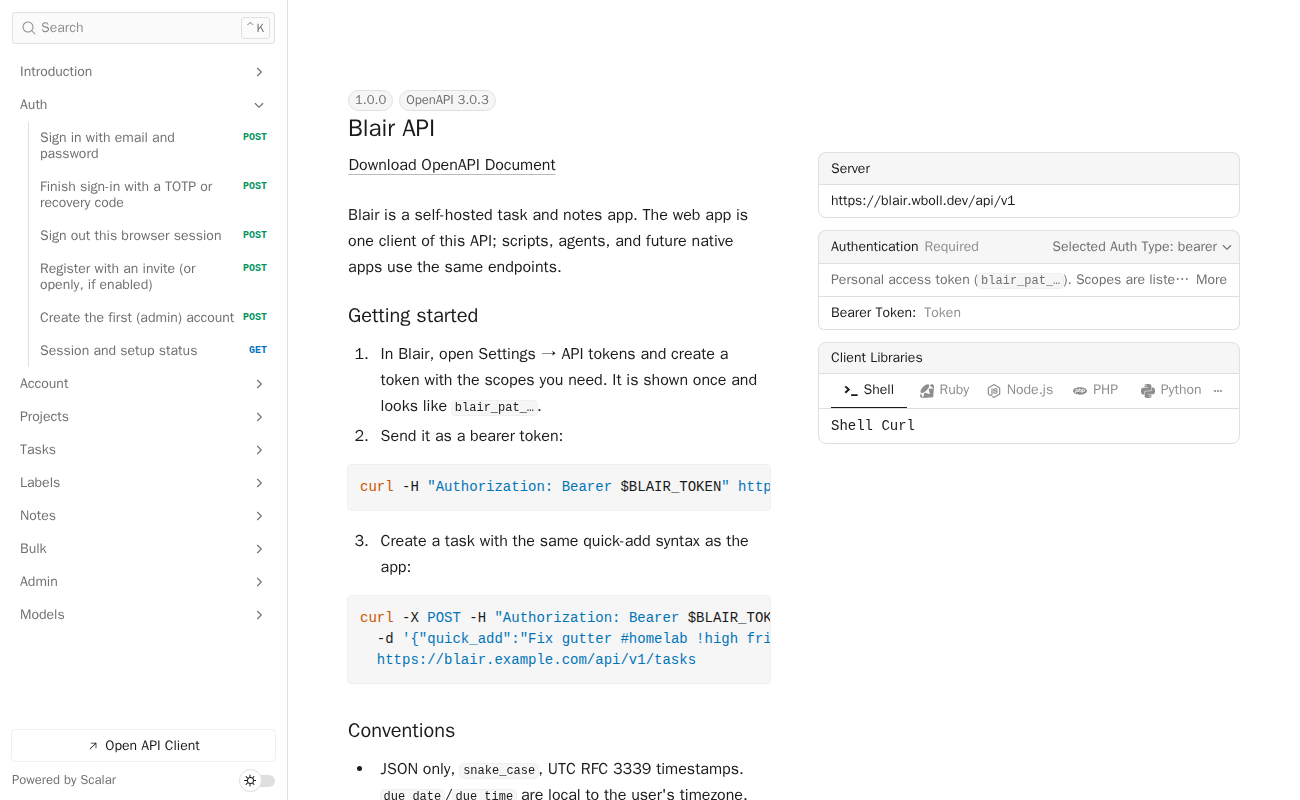 Search
^K
Introduction
Auth
Sign in with email and
password
POST
Finish sign-in with a TOTP or
recovery code
POST
Sign out this browser session
POST
Register with an invite (or
openly, if enabled)
POST
Create the first (admin) account
POST
Session and setup status
GET
Account
Projects
Tasks
Labels
Notes
Bulk
Admin
Models
Open API Client
Powered by Scalar
1.0.0
OpenAPI 3.0.3
Blair API
Download OpenAPI Document
Blair is a self-hosted task and notes app. The web app is
one client of this API; scripts, agents, and future native
apps use the same endpoints.
Getting started
1. In Blair, open Settings → API tokens and create a
token with the scopes you need. It is shown once and
looks like blair_pat_….
2. Send it as a bearer token:
curl -H "Authorization: Bearer $BLAIR_TOKEN" http
3. Create a task with the same quick-add syntax as the
app:
curl -X POST -H "Authorization: Bearer $BLAIR_TOK
-d '{"quick_add":"Fix gutter #homelab !high fri
https://blair.example.com/api/v1/tasks
Conventions
• JSON only, snake_case, UTC RFC 3339 timestamps.
due_date/due_time are local to the user's timezone.
Server
https://blair.wboll.dev/api/v1
Authentication Required
Selected Auth Type: bearer
Personal access token (blair_pat_…). Scopes are liste… More
Bearer Token: Token
Client Libraries
Shell
Ruby
Node.js
PHP
Python
…
Shell Curl